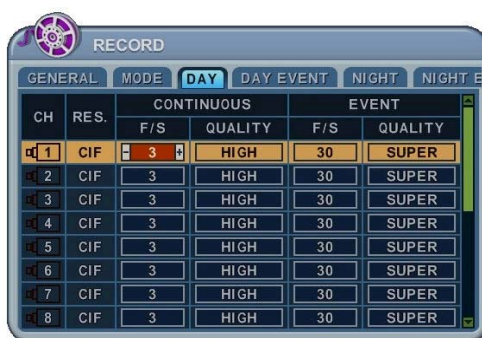 RECORD
GENERAL MODE DAY DAY EVENT NIGHT NIGHT E
CH RES. CONTINUOUS EVENT
F/S QUALITY F/S QUALITY
1 CIF - 3 + HIGH 30 SUPER
2 CIF 3 HIGH 30 SUPER
3 CIF 3 HIGH 30 SUPER
4 CIF 3 HIGH 30 SUPER
5 CIF 3 HIGH 30 SUPER
6 CIF 3 HIGH 30 SUPER
7 CIF 3 HIGH 30 SUPER
8 CIF 3 HIGH 30 SUPER